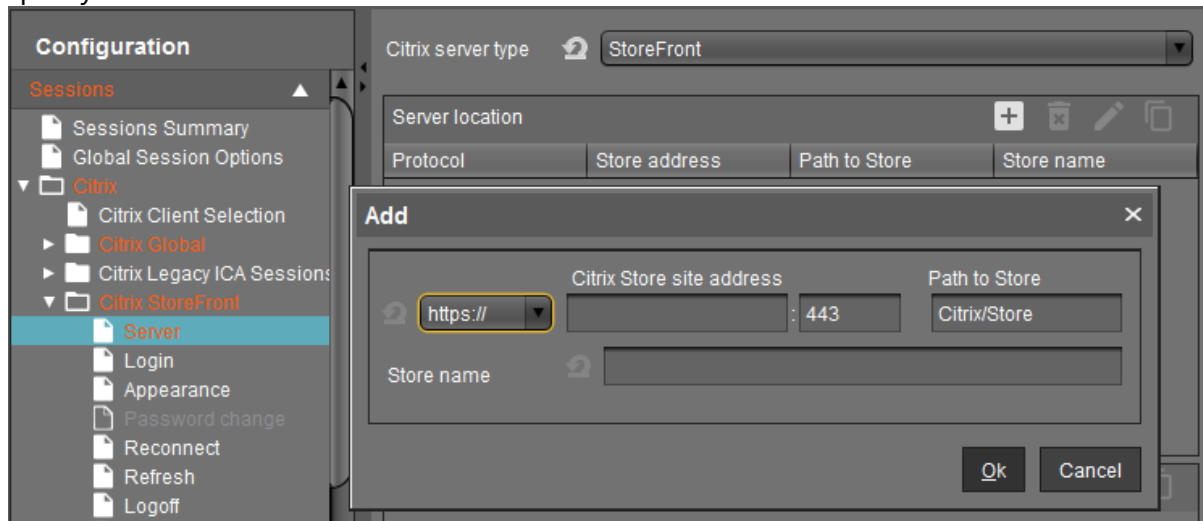 Configuration
Sessions
Sessions Summary
Global Session Options
Citrix
Citrix Client Selection
Citrix Global
Citrix Legacy ICA Sessions
Citrix StoreFront
Server
Login
Appearance
Password change
Reconnect
Refresh
Logoff
Citrix server type StoreFront
Server location
Protocol Store address Path to Store Store name
Add
Citrix Store site address Path to Store
https:// : 443 Citrix/Store
Store name
Ok Cancel